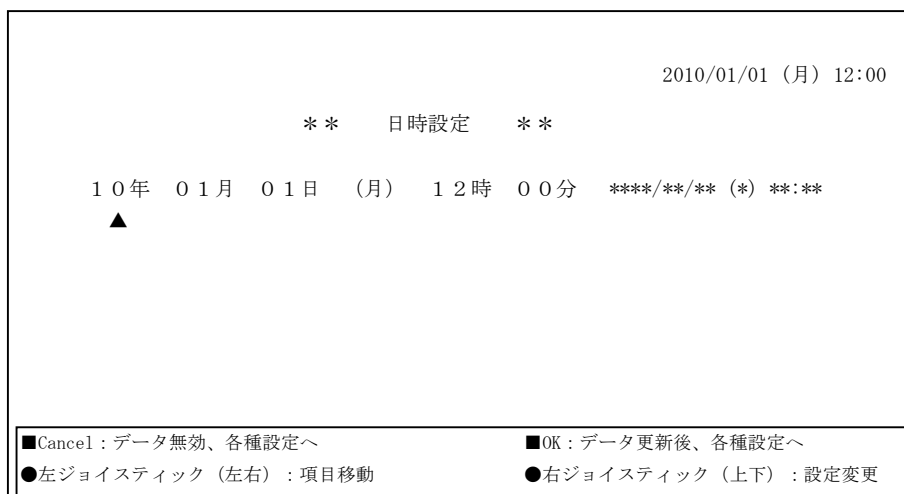 2010/01/01 (月) 12:00
＊＊　日時設定　＊＊
１０年　０１月　０１日　（月）　１２時　００分　****/**/** (*) **:**
▲
■Cancel：データ無効、各種設定へ　■OK：データ更新後、各種設定へ
●左ジョイスティック（左右）：項目移動　●右ジョイスティック（上下）：設定変更